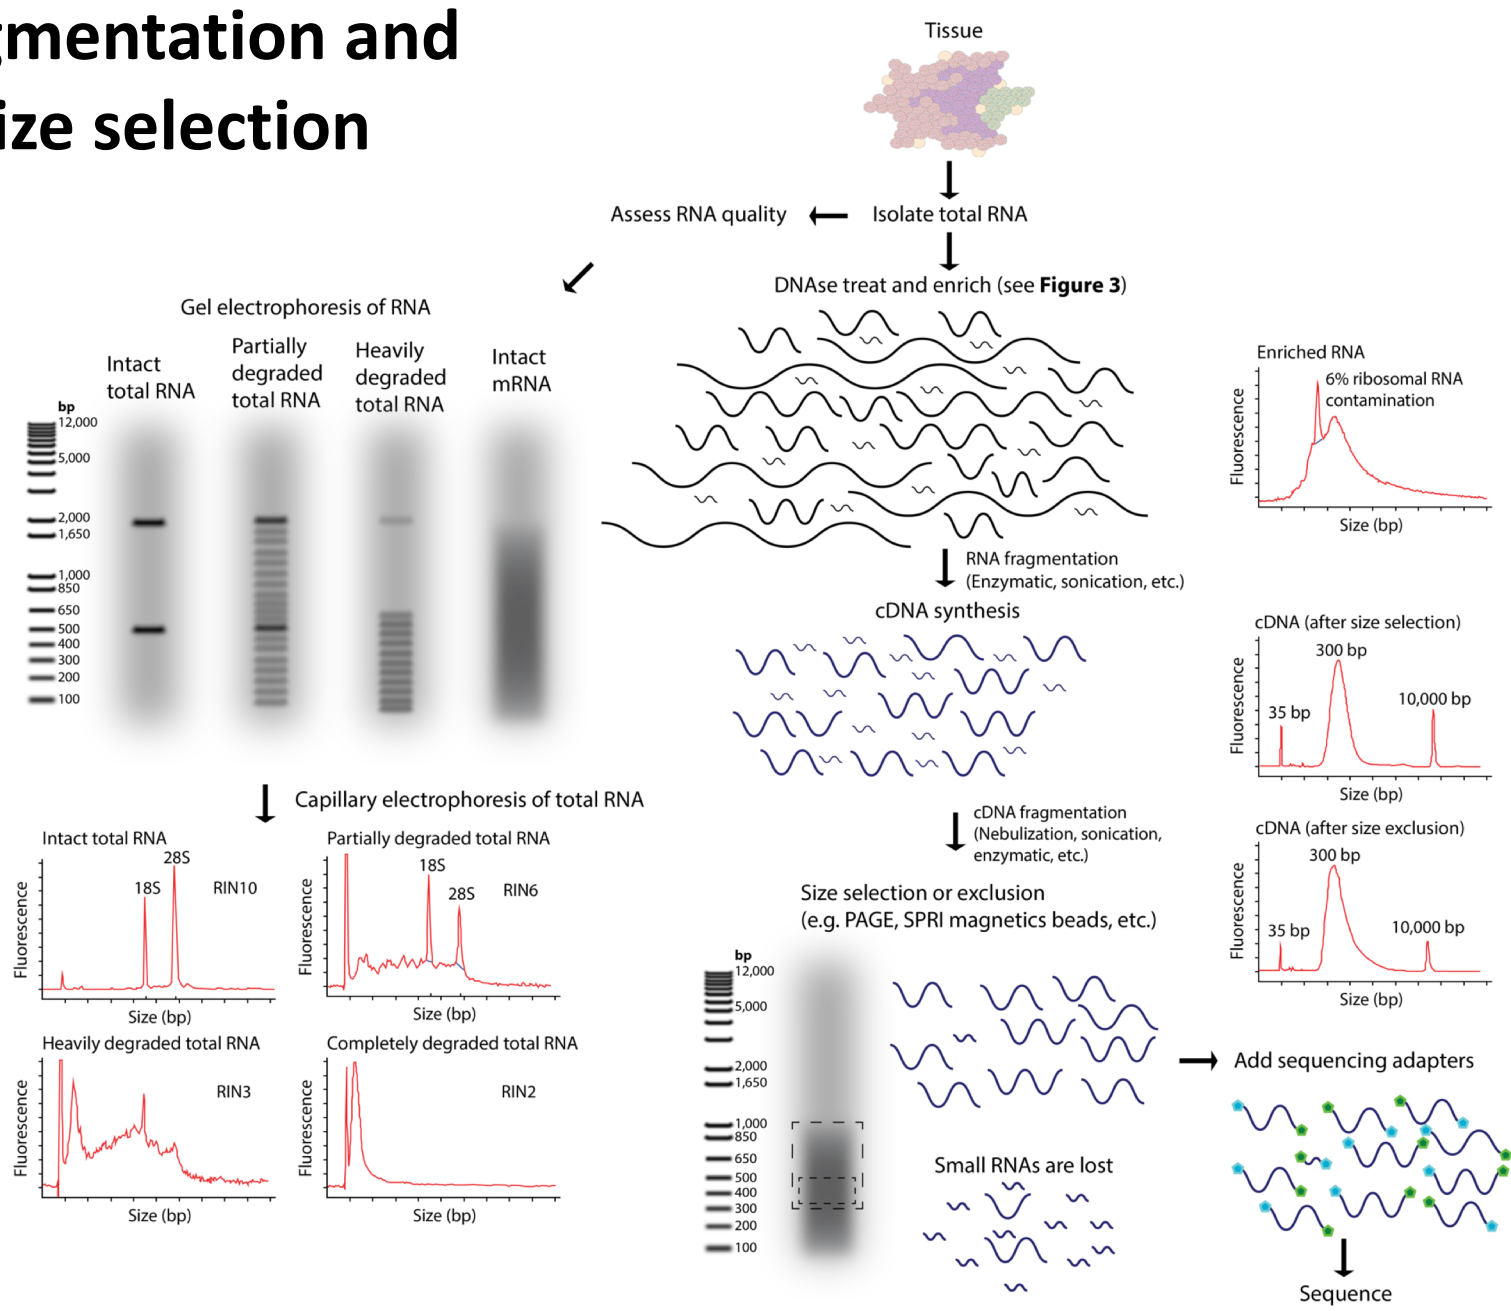 gmentation and
ize selection
Tissue
Assess RNA quality
Isolate total RNA
DNAse treat and enrich (see Figure 3)
Gel electrophoresis of RNA
Intact
total RNA
Partially
degraded
total RNA
Heavily
degraded
total RNA
Intact
mRNA
bp
12,000
5,000
2,000
1,650
1,000
850
650
500
400
300
200
100
Enriched RNA
6% ribosomal RNA
contamination
Fluorescence
Size (bp)
RNA fragmentation
(Enzymatic, sonication, etc.)
cDNA synthesis
cDNA (after size selection)
300 bp
35 bp
10,000 bp
Fluorescence
Size (bp)
Capillary electrophoresis of total RNA
Intact total RNA
28S
18S
RIN10
Fluorescence
Size (bp)
Partially degraded total RNA
18S
28S
RIN6
Fluorescence
Size (bp)
Heavily degraded total RNA
RIN3
Fluorescence
Size (bp)
Completely degraded total RNA
RIN2
Fluorescence
Size (bp)
cDNA fragmentation
(Nebulization, sonication,
enzymatic, etc.)
cDNA (after size exclusion)
300 bp
35 bp
10,000 bp
Fluorescence
Size (bp)
Size selection or exclusion
(e.g. PAGE, SPRI magnetics beads, etc.)
bp
12,000
5,000
2,000
1,650
1,000
850
650
500
400
300
200
100
Small RNAs are lost
Add sequencing adapters
Sequence